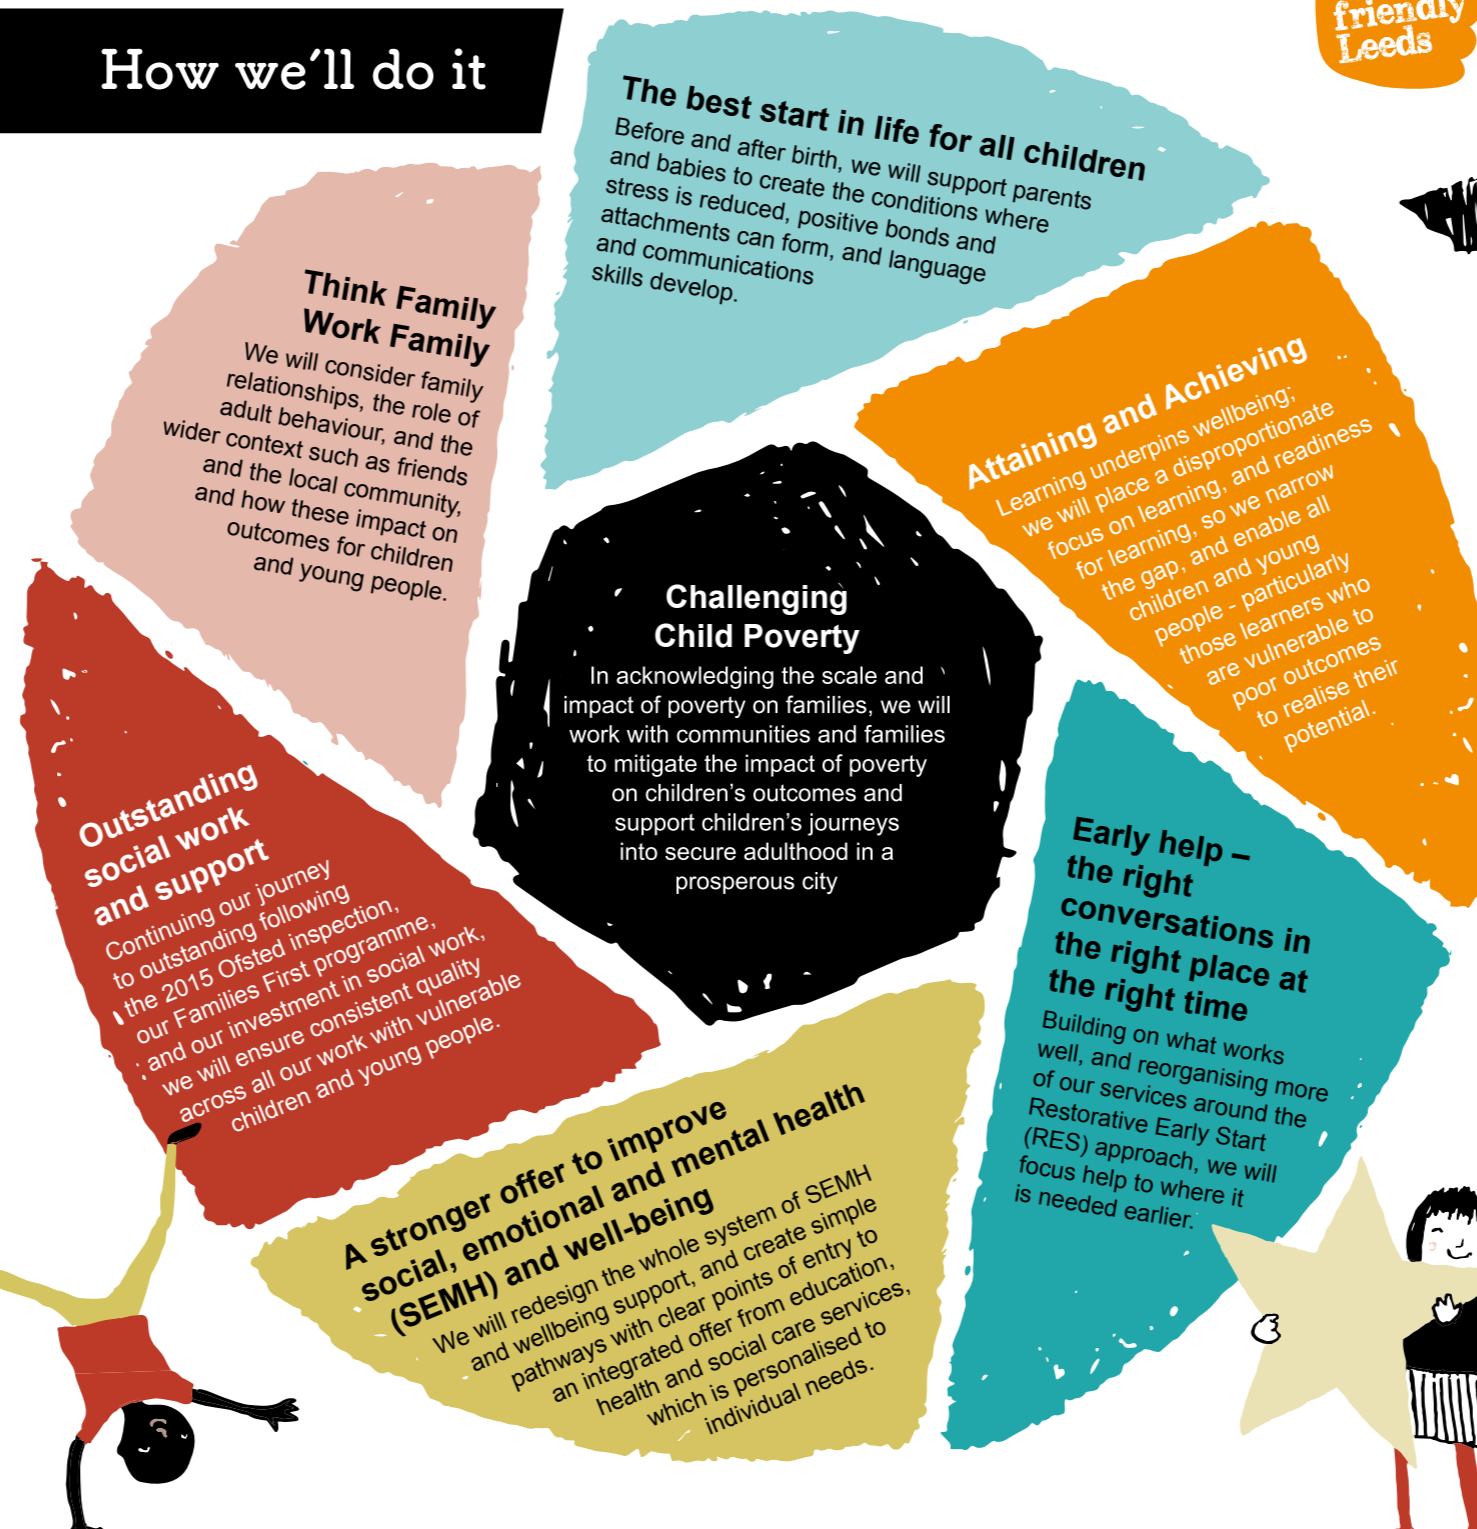 How we'll do it
friendly
Leeds
The best start in life for all children
Before and after birth, we will support parents
and babies to create the conditions where
stress is reduced, positive bonds and
attachments can form, and language
and communications
skills develop.
Think Family
Work Family
We will consider family
relationships, the role of
adult behaviour, and the
wider context such as friends
and the local community,
and how these impact on
outcomes for children
and young people.
Attaining and Achieving
Learning underpins wellbeing;
we will place a disproportionate
focus on learning, and readiness
for learning, so we narrow
the gap, and enable all
children and young
people - particularly
those learners who
are vulnerable to
poor outcomes
to realise their
potential.
Challenging
Child Poverty
In acknowledging the scale and
impact of poverty on families, we will
work with communities and families
to mitigate the impact of poverty
on children's outcomes and
support children's journeys
into secure adulthood in a
prosperous city
Outstanding
social work
and support
Continuing our journey
to outstanding following
the 2015 Ofsted inspection,
our Families First programme,
and our investment in social work,
we will ensure consistent quality
across all our work with vulnerable
children and young people.
Early help –
the right
conversations in
the right place at
the right time
Building on what works
well, and reorganising more
of our services around the
Restorative Early Start
(RES) approach, we will
focus help to where it
is needed earlier.
A stronger offer to improve
social, emotional and mental health
(SEMH) and well-being
We will redesign the whole system of SEMH
and wellbeing support, and create simple
pathways with clear points of entry to
an integrated offer from education,
health and social care services,
which is personalised to
individual needs.